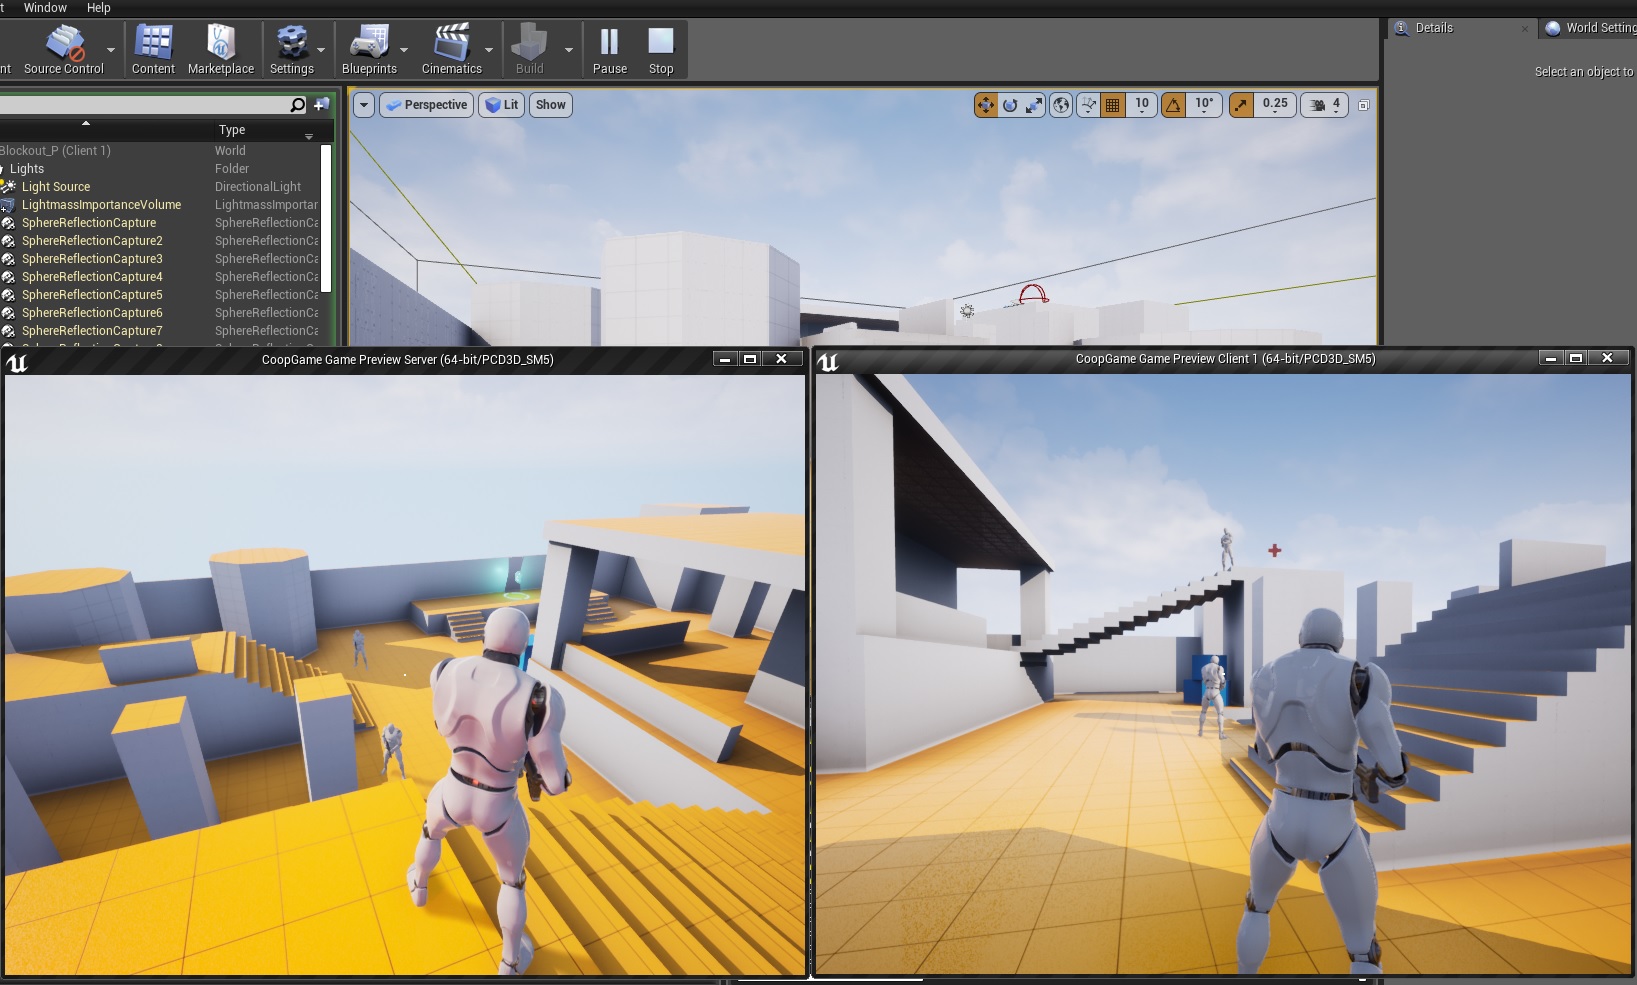 t Window Help
nt Source Control Content Marketplace Settings Blueprints Cinematics Build Pause Stop
Details World Setting
Select an object to
Perspective Lit Show 10 10° 0.25 4
Type
Blockout_P (Client 1) World
Lights Folder
Light Source DirectionalLight
LightmassImportanceVolume LightmassImportar
SphereReflectionCapture SphereReflectionCa
SphereReflectionCapture2 SphereReflectionCa
SphereReflectionCapture3 SphereReflectionCa
SphereReflectionCapture4 SphereReflectionCa
SphereReflectionCapture5 SphereReflectionCa
SphereReflectionCapture6 SphereReflectionCa
SphereReflectionCapture7 SphereReflectionCa
CoopGame Game Preview Server (64-bit/PCD3D_SM5)
CoopGame Game Preview Client 1 (64-bit/PCD3D_SM5)